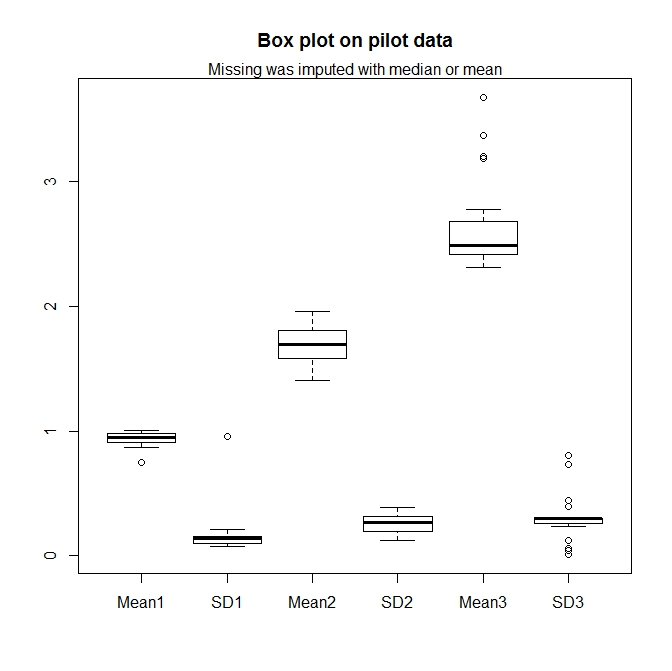 Box plot on pilot data
Missing was imputed with median or mean
3
2
1
0
Mean1 SD1 Mean2 SD2 Mean3 SD3